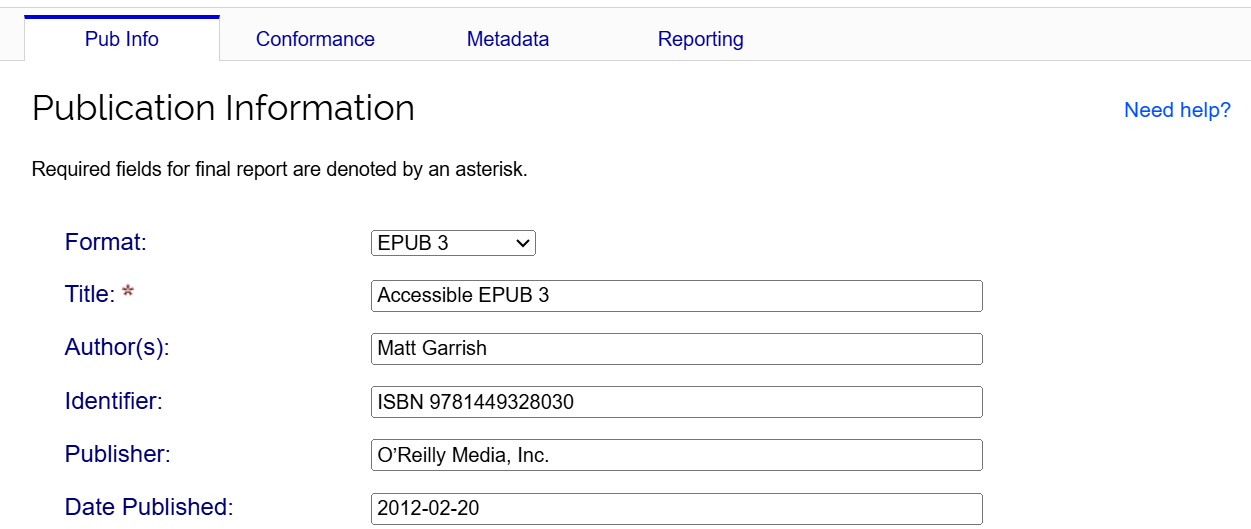 Pub Info Conformance Metadata Reporting
Publication Information
Need help?
Required fields for final report are denoted by an asterisk.
Format: EPUB 3
Title: * Accessible EPUB 3
Author(s): Matt Garrish
Identifier: ISBN 9781449328030
Publisher: O’Reilly Media, Inc.
Date Published: 2012-02-20